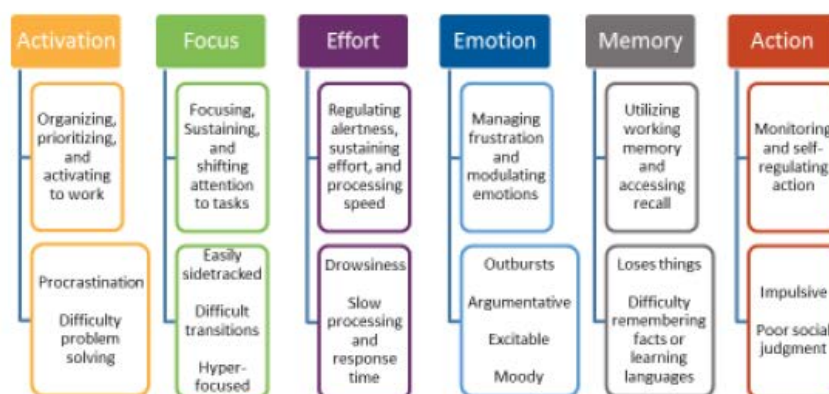 Activation
Focus
Effort
Emotion
Memory
Action
Organizing,
prioritizing,
and
activating
to work
Focusing,
Sustaining,
and
shifting
attention
to tasks
Regulating
alertness,
sustaining
effort, and
processing
speed
Managing
frustration
and
modulating
emotions
Utilizing
working
memory
and
accessing
recall
Monitoring
and self-
regulating
action
Procrastination
Difficulty
problem
solving
Easily
sidetracked
Difficult
transitions
Hyper-
focused
Drowsiness
Slow
processing
and
response
time
Outbursts
Argumentative
Excitable
Moody
Loses things
Difficulty
remembering
facts or
learning
languages
Impulsive
Poor social
judgment